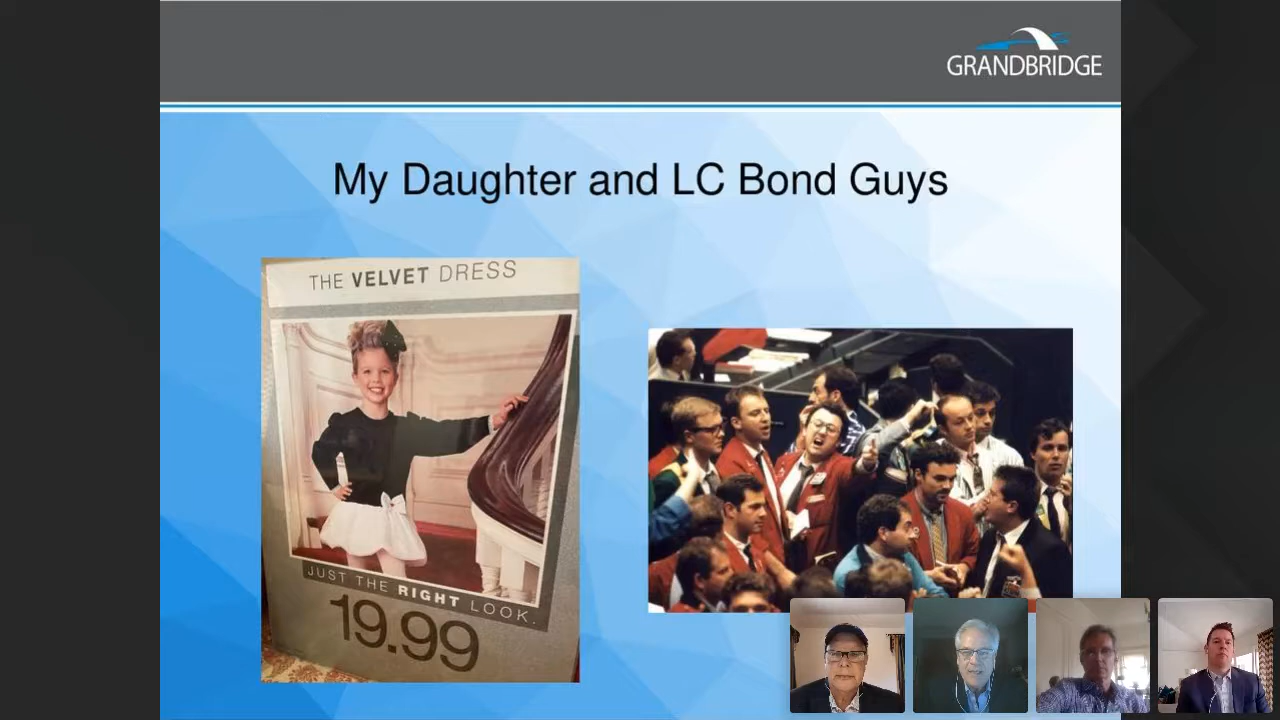 GRANDBRIDGE
My Daughter and LC Bond Guys
THE VELVET DRESS
JUST THE RIGHT LOOK.
19.99